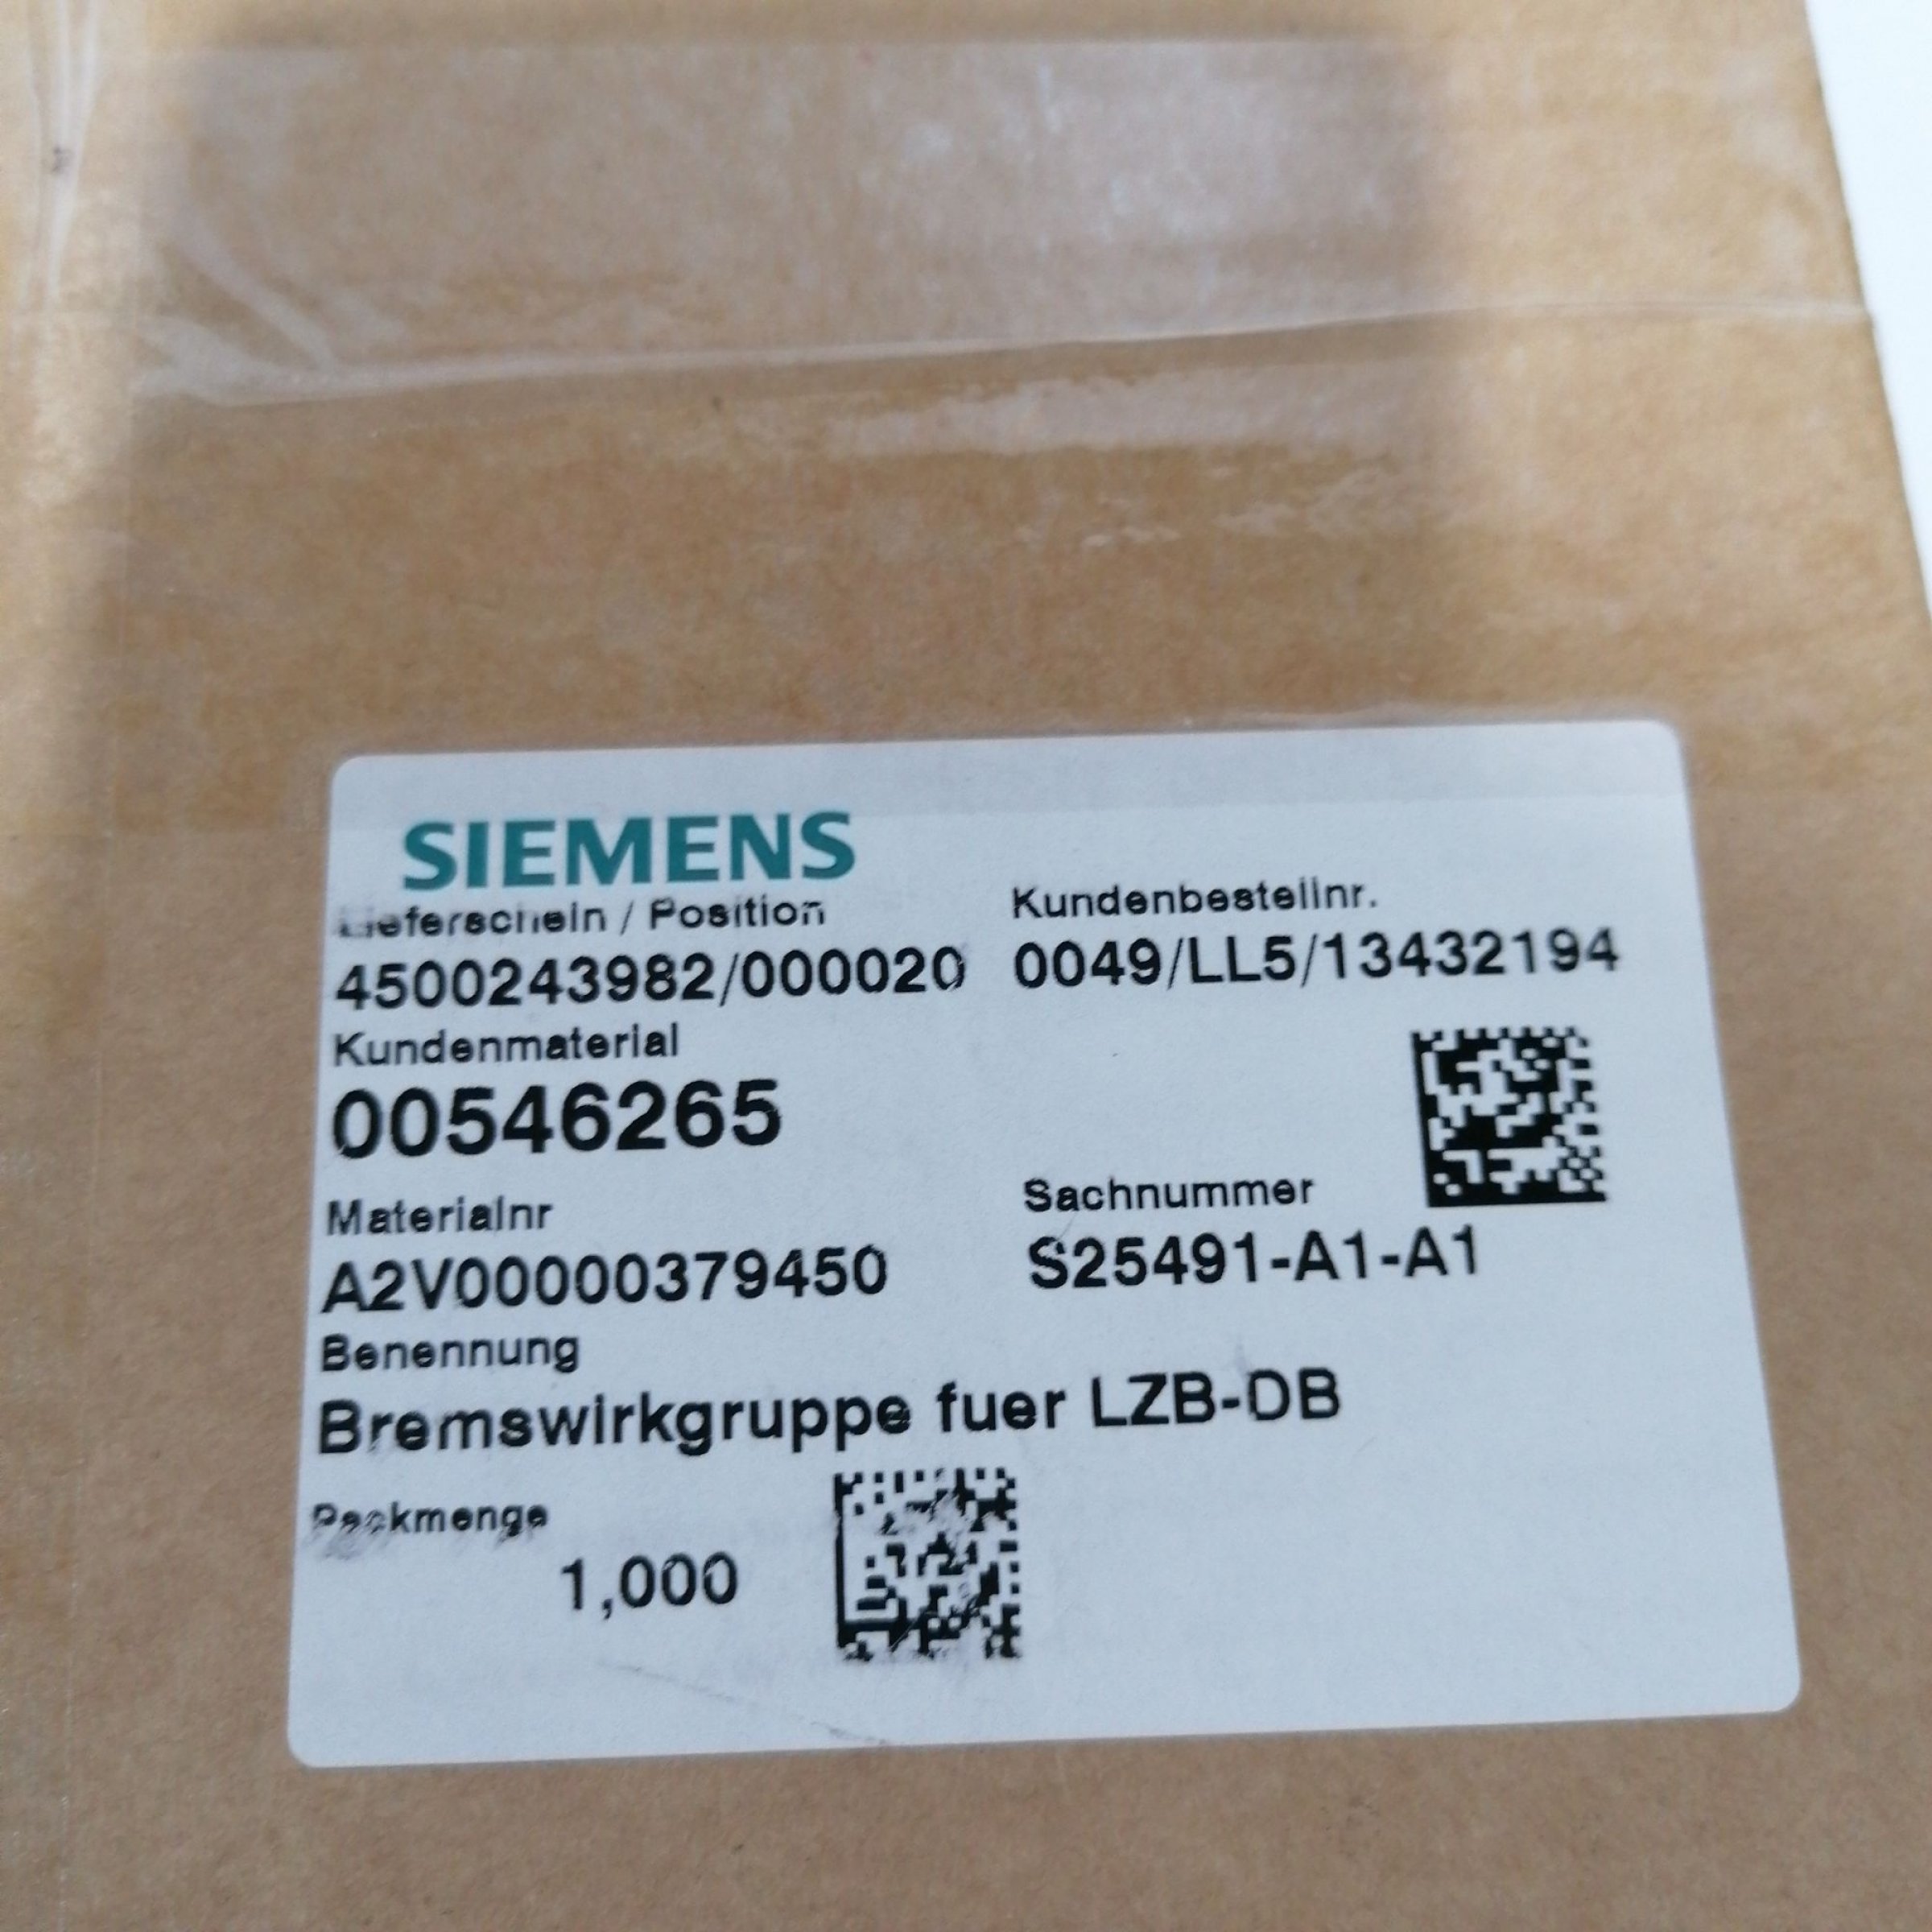 SIEMENS
Lieferschein / Position
Kundenbestellnr.
4500243982/000020
0049/LL5/13432194
Kundenmaterial
00546265
Materialnr
Sachnummer
A2V00000379450
S25491-A1-A1
Benennung
Bremswirkgruppe fuer LZB-DB
Packmenge
1,000